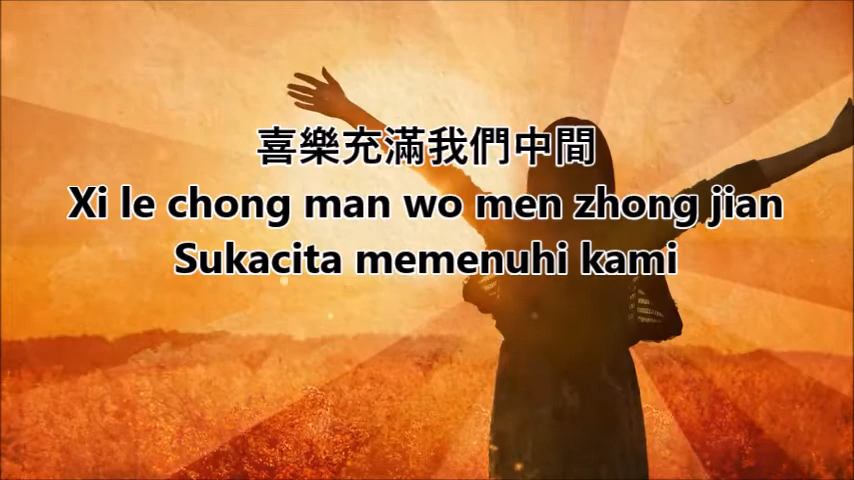 喜樂充滿我們中間
Xi le chong man wo men zhong jian
Sukacita memenuhi kami